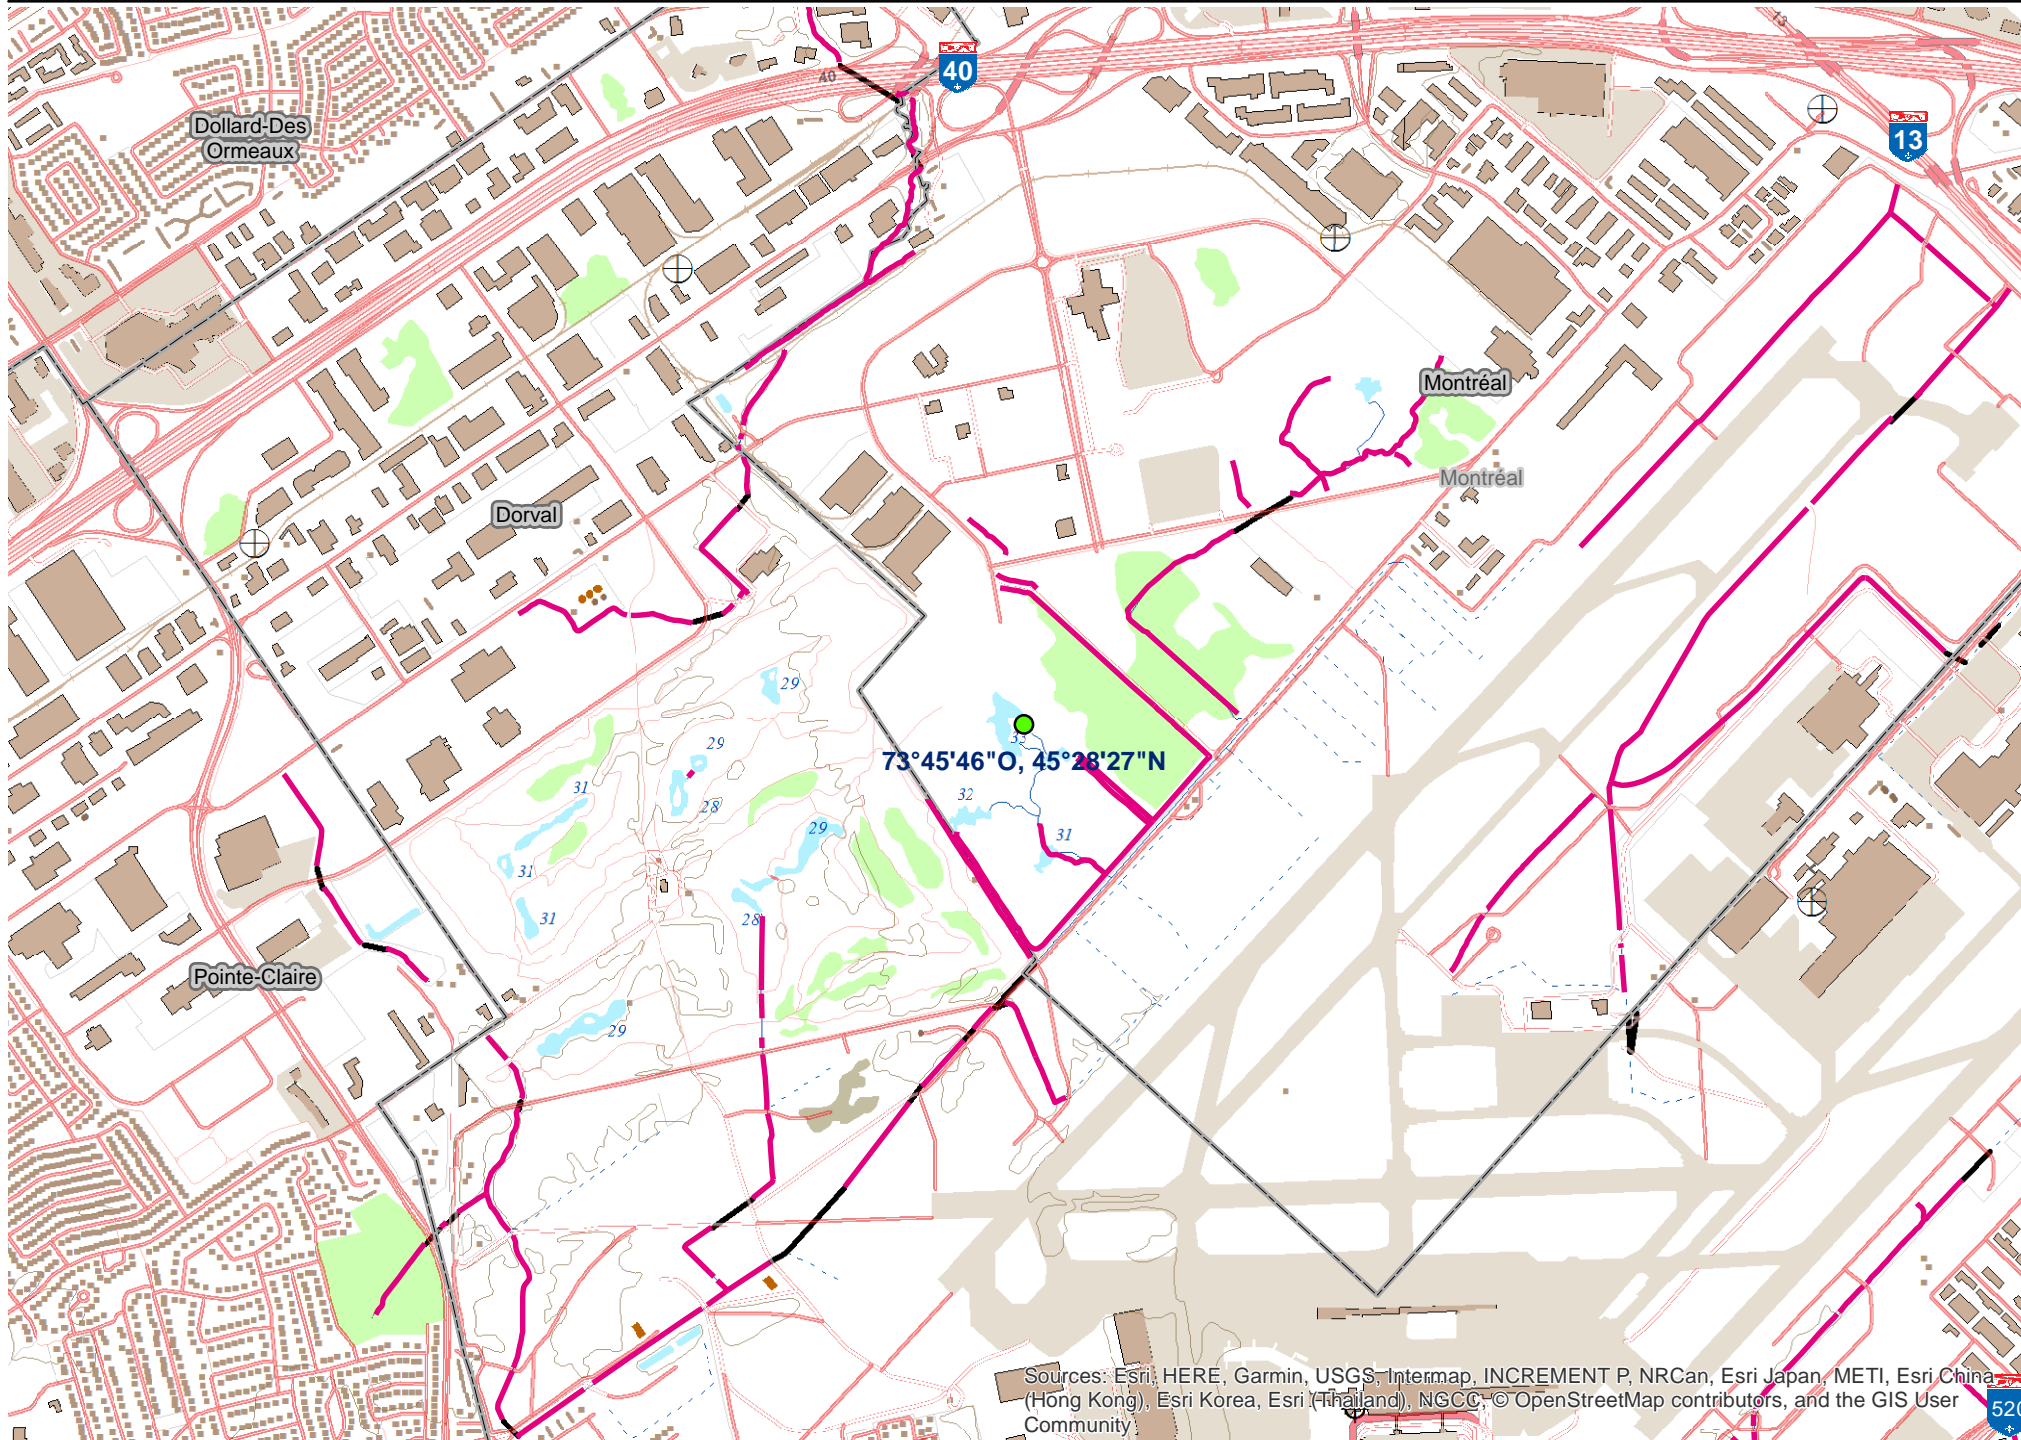 13
40
40
13
Dollard-Des
Ormeaux
Montréal
Montréal
Dorval
29
29
33
73°45'46"O, 45°28'27"N
31
28
32
29
31
31
31
28
Pointe-Claire
29
Sources: Esri, HERE, Garmin, USGS, Intermap, INCREMENT P, NRCan, Esri Japan, METI, Esri China
(Hong Kong), Esri Korea, Esri (Thailand), NGCC, © OpenStreetMap contributors, and the GIS User
Community
520